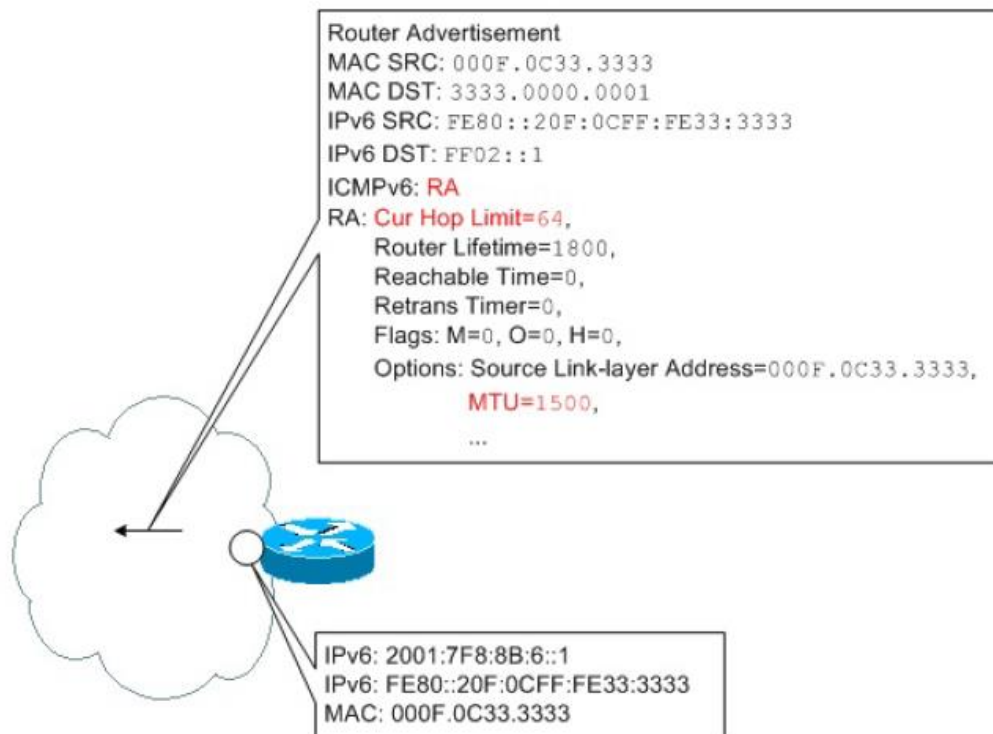 Router Advertisement
MAC SRC: 000F.0C33.3333
MAC DST: 3333.0000.0001
IPv6 SRC: FE80::20F:0CFF:FE33:3333
IPv6 DST: FF02::1
ICMPv6: RA
RA: Cur Hop Limit=64,
Router Lifetime=1800,
Reachable Time=0,
Retrans Timer=0,
Flags: M=0, O=0, H=0,
Options: Source Link-layer Address=000F.0C33.3333,
MTU=1500,
...
IPv6: 2001:7F8:8B:6::1
IPv6: FE80::20F:0CFF:FE33:3333
MAC: 000F.0C33.3333